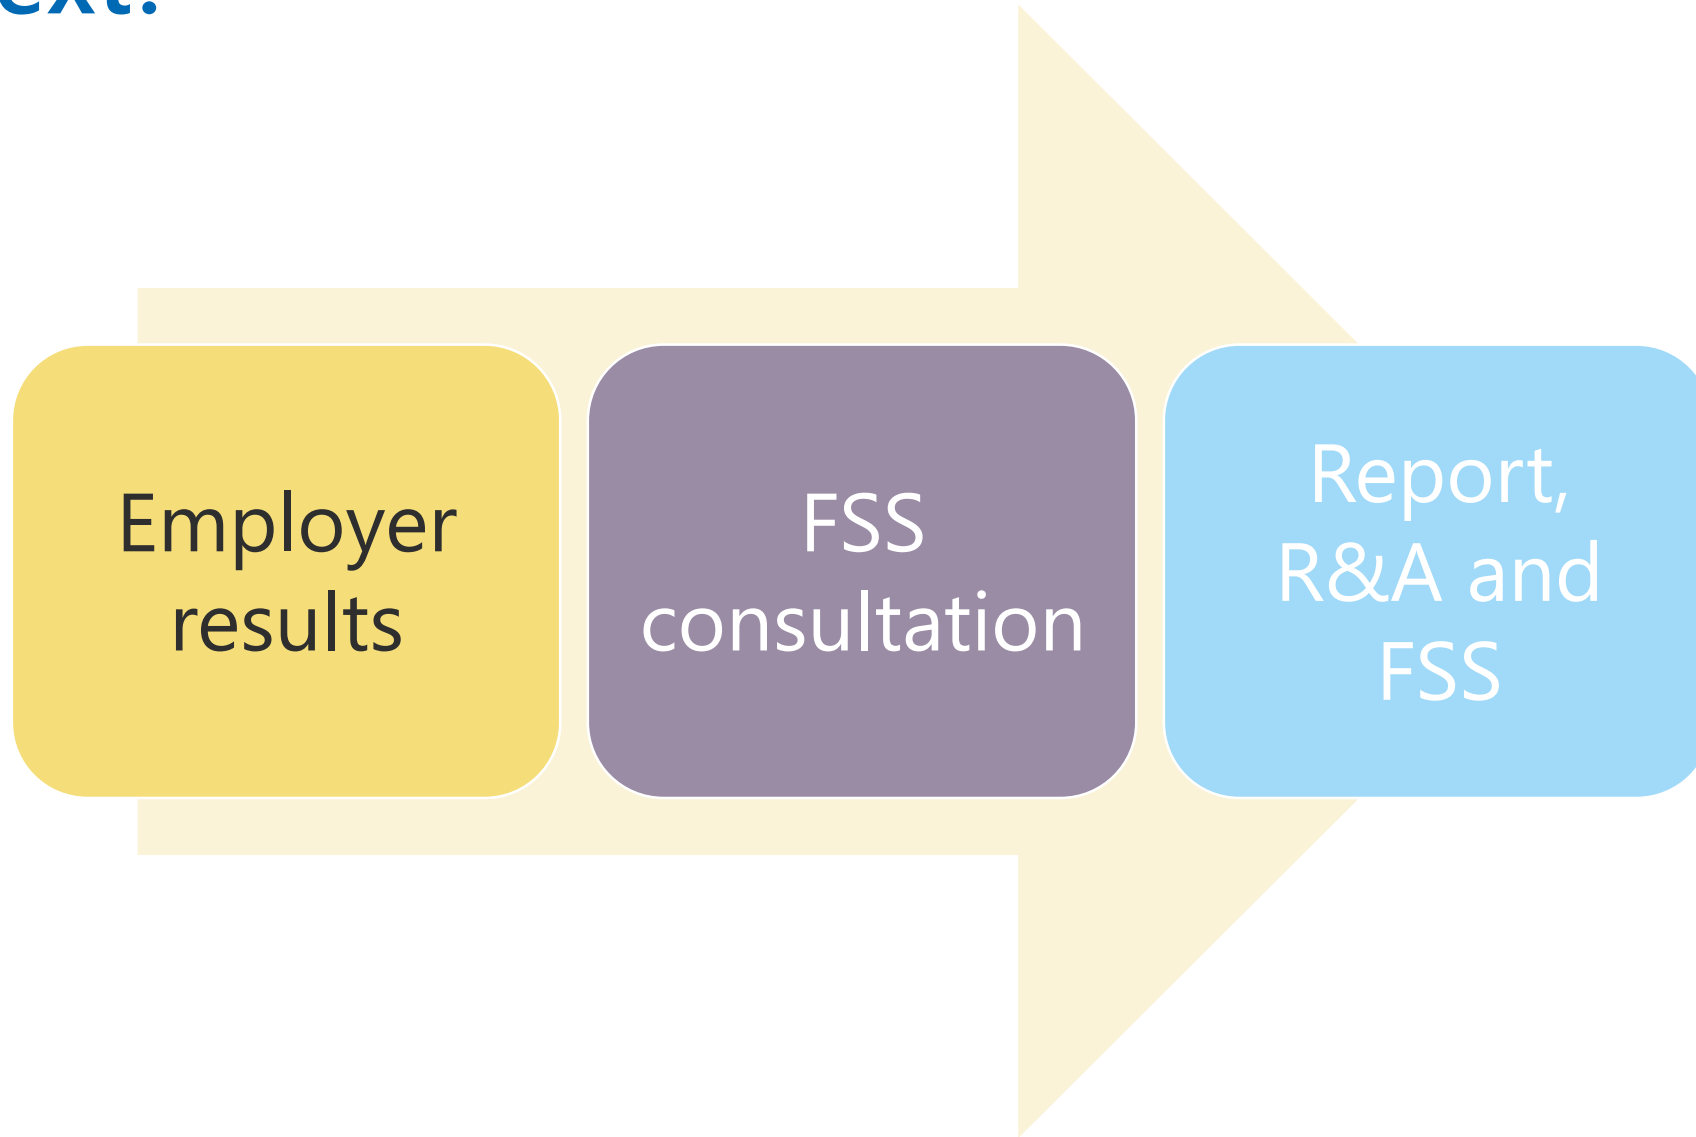 Employer
results
FSS
consultation
Report,
R&A and
FSS